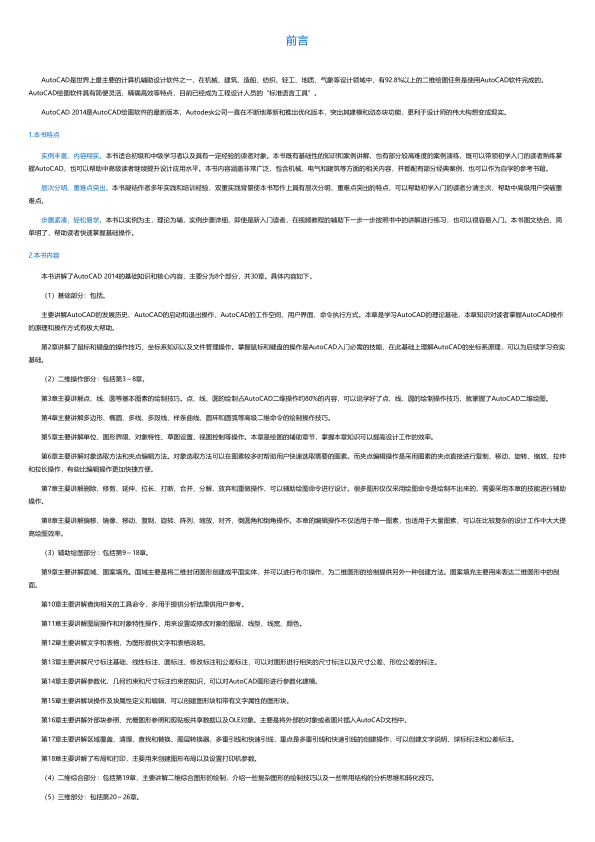 前言
AutoCAD是世界上最主要的计算机辅助设计软件之一，在机械、建筑、造船、纺织、轻工、地质、气象等设计领域中，有92.8%以上的二维绘图任务是使用AutoCAD软件完成的。
AutoCAD绘图软件具有简便灵活、精确高效等特点，目前已经成为工程设计人员的“标准语言工具”。
AutoCAD 2014是AutoCAD绘图软件的最新版本，Autodesk公司一直在不断地革新和推出优化版本，突出其建模和动态块功能，更利于设计师的伟大构想变成现实。
1.本书特点
实例丰富、内容翔实。本书适合初级和中级学习者以及具有一定经验的读者对象。本书既有基础性的知识和案例讲解，也有部分较高难度的案例演练，既可以带领初学入门的读者熟练掌
握AutoCAD，也可以帮助中高级读者继续提升设计应用水平。本书内容涵盖非常广泛，包含机械、电气和建筑等方面的相关内容，并都配有部分经典案例，也可以作为自学的参考书籍。
层次分明、重难点突出。本书凝结作者多年实践和培训经验，双重实践背景使本书写作上具有层次分明、重难点突出的特点，可以帮助初学入门的读者分清主次，帮助中高级用户突破重
难点。
步骤紧凑，轻松易学。本书以实例为主，理论为辅，实例步骤详细，即使是新入门读者，在视频教程的辅助下一步一步按照书中的讲解进行练习，也可以很容易入门。本书图文结合，简
单明了，帮助读者快速掌握基础操作。
2.本书内容
本书讲解了AutoCAD 2014的基础知识和核心内容，主要分为8个部分，共30章。具体内容如下。
（1）基础部分：包括。
主要讲解AutoCAD的发展历史、AutoCAD的启动和退出操作、AutoCAD的工作空间，用户界面，命令执行方式。本章是学习AutoCAD的理论基础，本章知识对读者掌握AutoCAD操作
的原理和操作方式有极大帮助。
第2章讲解了鼠标和键盘的操作技巧、坐标系知识以及文件管理操作。掌握鼠标和键盘的操作是AutoCAD入门必需的技能，在此基础上理解AutoCAD的坐标系原理，可以为后续学习夯实
基础。
（2）二维操作部分：包括第3～8章。
第3章主要讲解点、线、圆等基本图素的绘制技巧。点、线、圆的绘制占AutoCAD二维操作的80%的内容，可以说学好了点、线、圆的绘制操作技巧，就掌握了AutoCAD二维绘图。
第4章主要讲解多边形、椭圆、多线、多段线、样条曲线、圆环和圆弧等高级二维命令的绘制操作技巧。
第5章主要讲解单位、图形界限、对象特性、草图设置、视图控制等操作。本章是绘图的辅助章节，掌握本章知识可以提高设计工作的效率。
第6章主要讲解对象选取方法和夹点编辑方法。对象选取方法可以在图素较多时帮助用户快速选取需要的图素。而夹点编辑操作是采用图素的夹点直接进行复制、移动、旋转、缩放、拉伸
和拉长操作，有些比编辑操作更加快捷方便。
第7章主要讲解删除、修剪、延伸、拉长、打断、合并、分解、放弃和重做操作，可以辅助绘图命令进行设计。很多图形仅仅采用绘图命令是绘制不出来的，需要采用本章的技能进行辅助
操作。
第8章主要讲解偏移、镜像、移动、复制、旋转、阵列、缩放、对齐、倒圆角和倒角操作。本章的编辑操作不仅适用于单一图素，也适用于大量图素，可以在比较复杂的设计工作中大大提
高绘图效率。
（3）辅助绘图部分：包括第9～18章。
第9章主要讲解面域、图案填充。面域主要是将二维封闭图形创建成平面实体，并可以进行布尔操作，为二维图形的绘制提供另外一种创建方法。图案填充主要用来表达二维图形中的剖
面。
第10章主要讲解查询相关的工具命令，多用于提供分析结果供用户参考。
第11章主要讲解图层操作和对象特性操作，用来设置或修改对象的图层、线型、线宽、颜色。
第12章主要讲解文字和表格，为图形提供文字和表格说明。
第13章主要讲解尺寸标注基础、线性标注、圆标注、修改标注和公差标注，可以对图形进行相关的尺寸标注以及尺寸公差、形位公差的标注。
第14章主要讲解参数化、几何约束和尺寸标注约束的知识，可以对AutoCAD图形进行参数化建模。
第15章主要讲解块操作及块属性定义和编辑，可以创建图形块和带有文字属性的图形块。
第16章主要讲解外部块参照、光栅图形参照和剪贴板共享数据以及OLE对象。主要是将外部的对象或者图片插入AutoCAD文档中。
第17章主要讲解区域覆盖、清理、查找和替换、图层转换器、多重引线和快速引线，重点是多重引线和快速引线的创建操作，可以创建文字说明、球标标注和公差标注。
第18章主要讲解了布局和打印，主要用来创建图形布局以及设置打印机参数。
（4）二维综合部分：包括第19章，主要讲解二维综合图形的绘制，介绍一些复杂图形的绘制技巧以及一些常用结构的分析思维和转化技巧。
（5）三维部分：包括第20～26章。